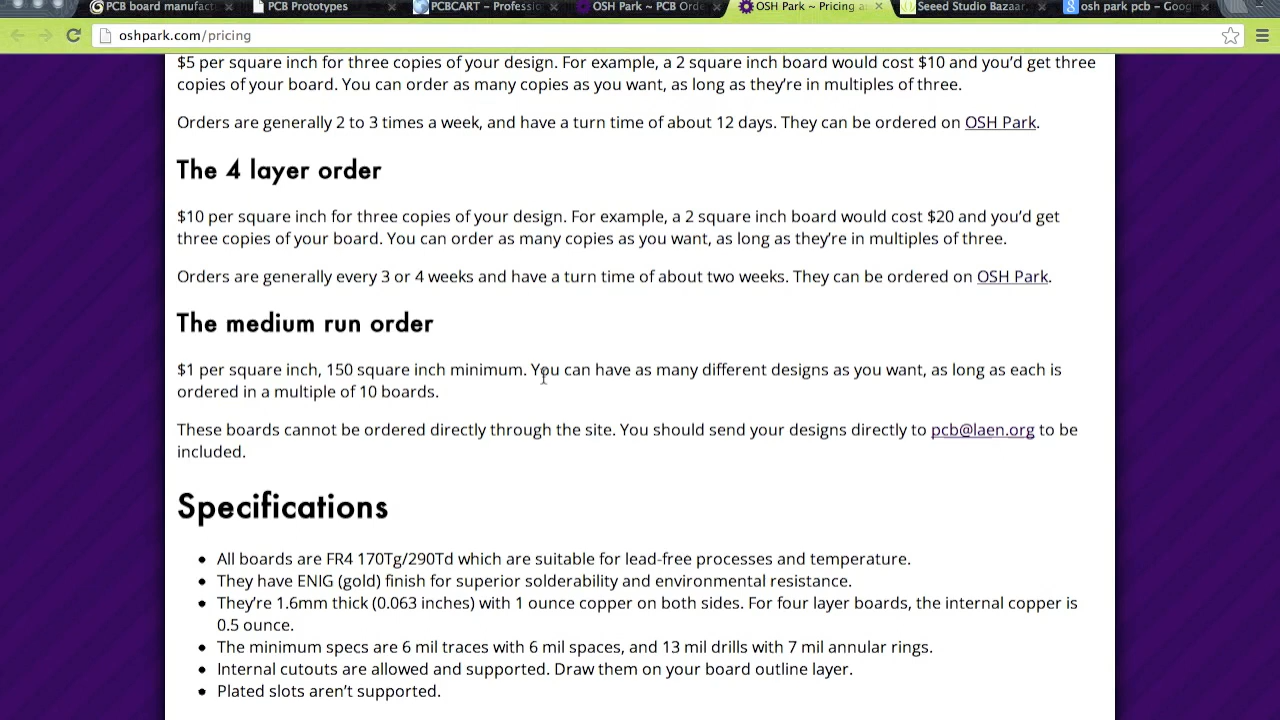 PCB board manufact
PCB Prototypes
PCBCART – Professio
OSH Park ~ PCB Orde
OSH Park ~ Pricing a
Seeed Studio Bazaar,
osh park pcb – Goog
oshpark.com/pricing
$5 per square inch for three copies of your design. For example, a 2 square inch board would cost $10 and you’d get three
copies of your board. You can order as many copies as you want, as long as they’re in multiples of three.
Orders are generally 2 to 3 times a week, and have a turn time of about 12 days. They can be ordered on OSH Park.
The 4 layer order
$10 per square inch for three copies of your design. For example, a 2 square inch board would cost $20 and you’d get
three copies of your board. You can order as many copies as you want, as long as they’re in multiples of three.
Orders are generally every 3 or 4 weeks and have a turn time of about two weeks. They can be ordered on OSH Park.
The medium run order
$1 per square inch, 150 square inch minimum. You can have as many different designs as you want, as long as each is
ordered in a multiple of 10 boards.
These boards cannot be ordered directly through the site. You should send your designs directly to pcb@laen.org to be
included.
Specifications
• All boards are FR4 170Tg/290Td which are suitable for lead-free processes and temperature.
• They have ENIG (gold) finish for superior solderability and environmental resistance.
• They’re 1.6mm thick (0.063 inches) with 1 ounce copper on both sides. For four layer boards, the internal copper is
0.5 ounce.
• The minimum specs are 6 mil traces with 6 mil spaces, and 13 mil drills with 7 mil annular rings.
• Internal cutouts are allowed and supported. Draw them on your board outline layer.
• Plated slots aren’t supported.